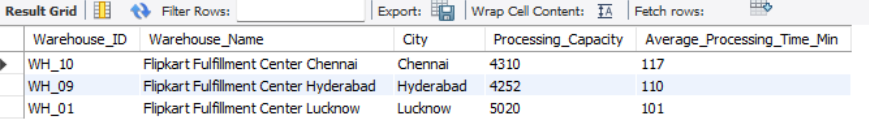 Result Grid Filter Rows: Export: Wrap Cell Content: IA Fetch rows:
Warehouse_ID Warehouse_Name City Processing_Capacity Average_Processing_Time_Min
WH_10 Flipkart Fulfillment Center Chennai Chennai 4310 117
WH_09 Flipkart Fulfillment Center Hyderabad Hyderabad 4252 110
WH_01 Flipkart Fulfillment Center Lucknow Lucknow 5020 101